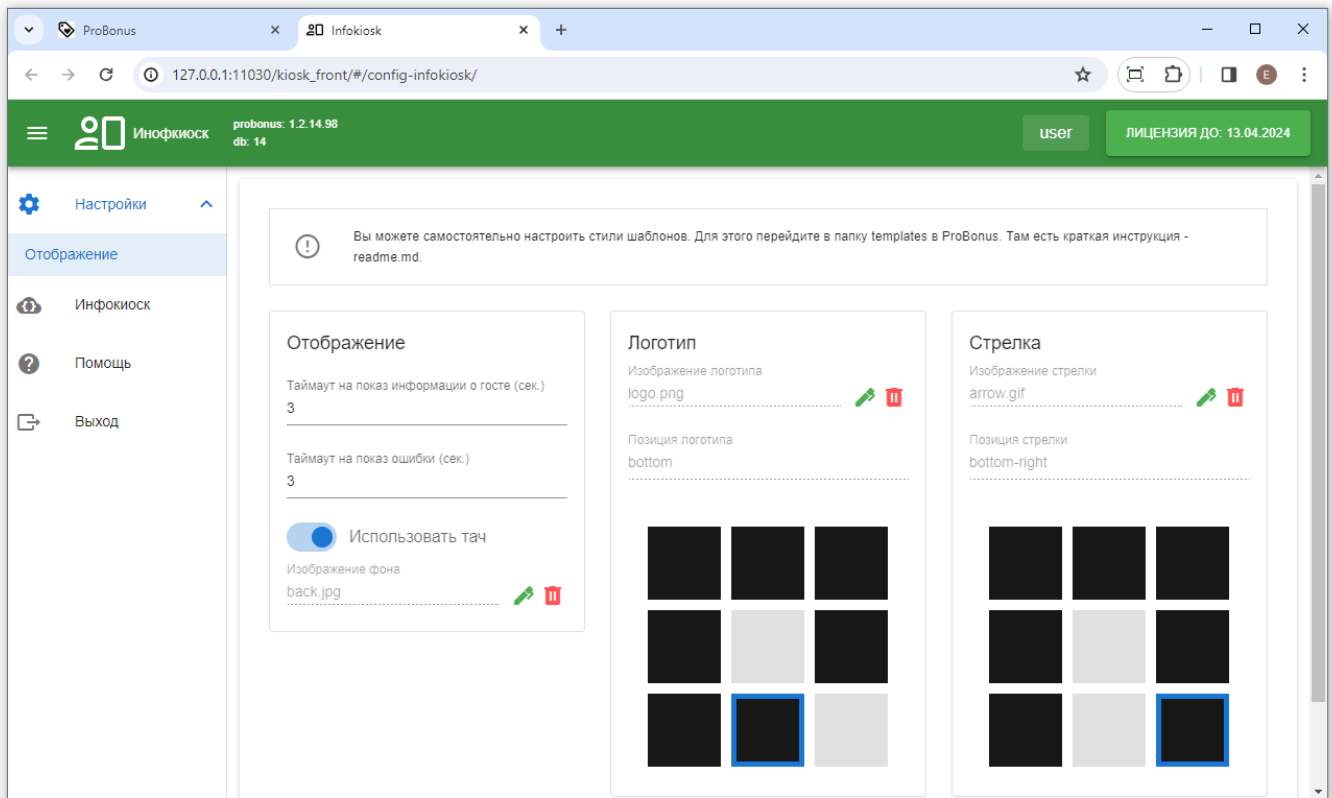 ProBonus
Infokiosk
127.0.0.1:11030/kiosk_front/#/config-infokiosk/
E
Инофкиоск
probonus: 1.2.14.98
db: 14
user
ЛИЦЕНЗИЯ ДО: 13.04.2024
Настройки
Отображение
Инфокиоск
Помощь
Выход
Вы можете самостоятельно настроить стили шаблонов. Для этого перейдите в папку templates в ProBonus. Там есть краткая инструкция -
readme.md.
Отображение
Таймаут на показ информации о госте (сек.)
3
Таймаут на показ ошибки (сек.)
3
Использовать тач
Изображение фона
back.jpg
Логотип
Изображение логотипа
logo.png
Позиция логотипа
bottom
Стрелка
Изображение стрелки
arrow.gif
Позиция стрелки
bottom-right